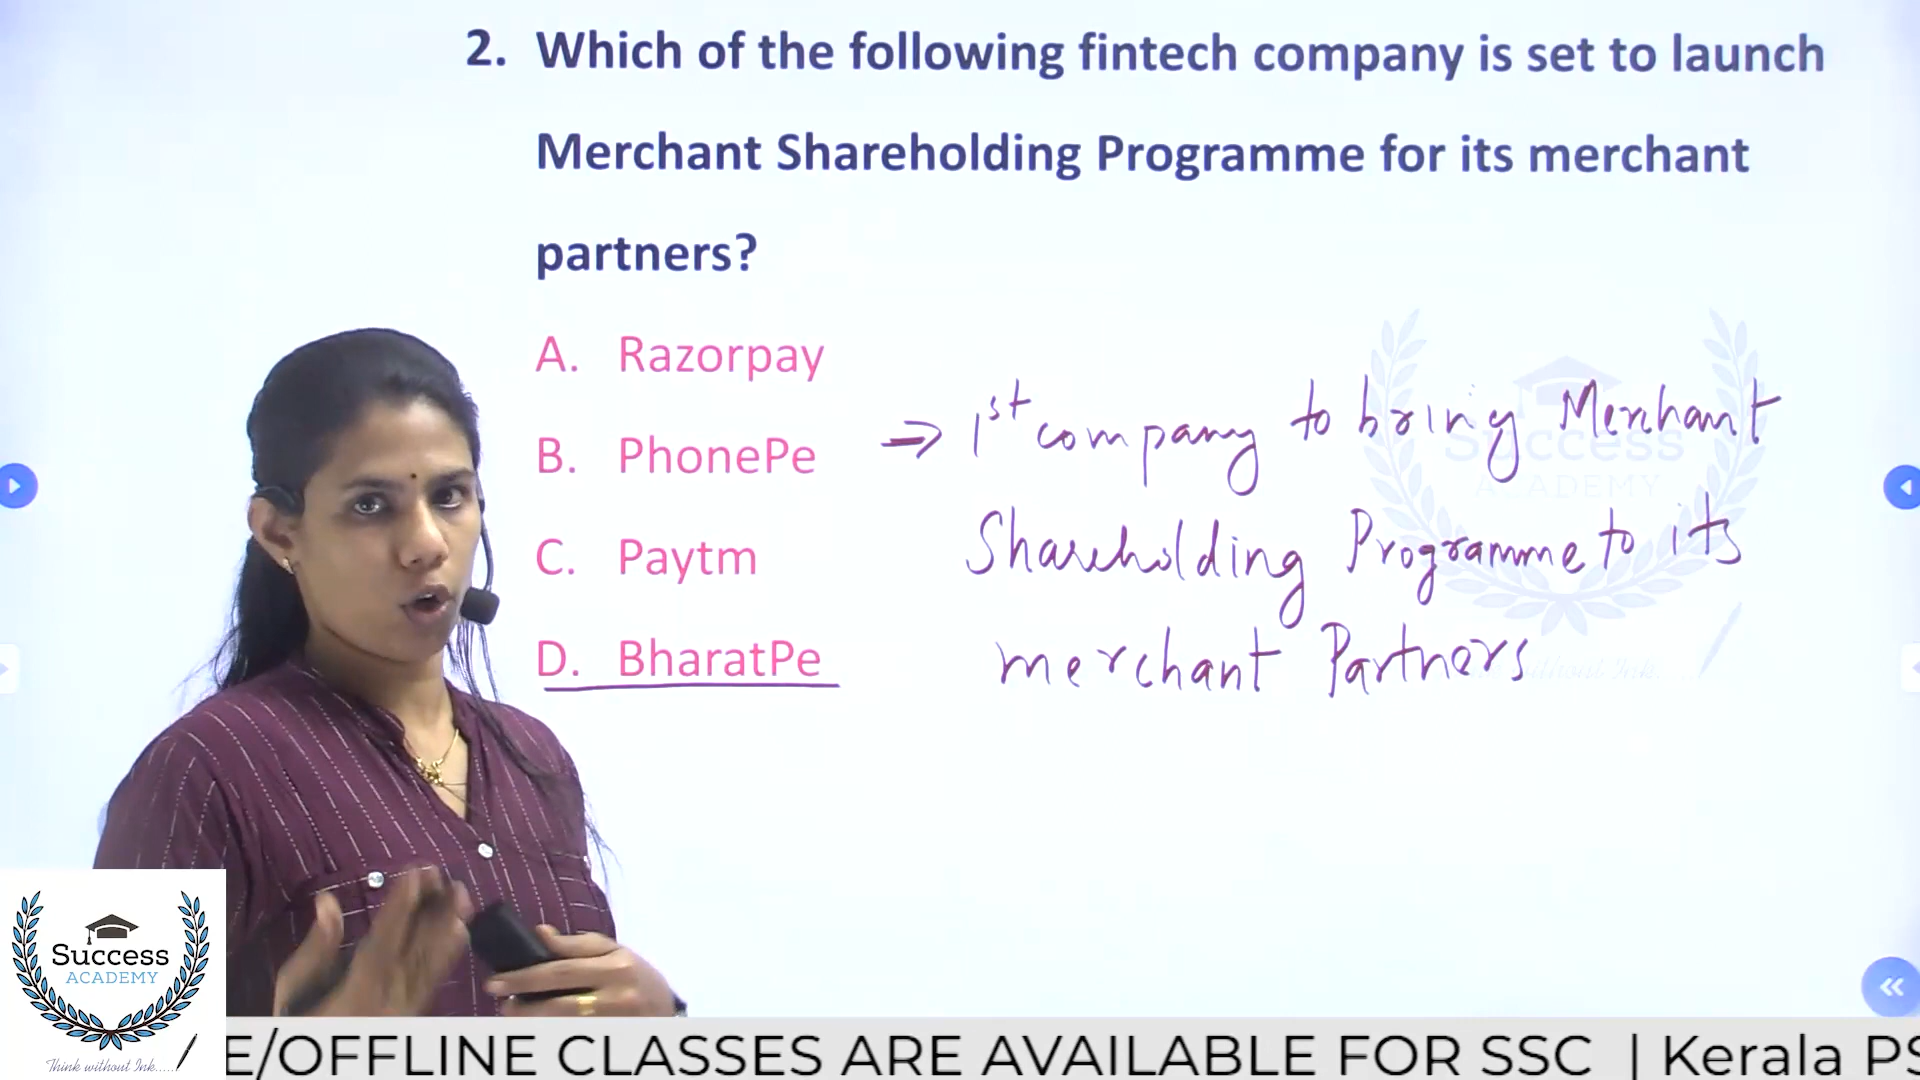 2. Which of the following fintech company is set to launch
Merchant Shareholding Programme for its merchant
partners?
A. Razorpay
B. PhonePe
C. Paytm
D. BharatPe
⇒ 1st company to bring Merchant
Shareholding Programme to its
merchant Partners
Success
ACADEMY
Success
ACADEMY
Think without Ink.....
E/OFFLINE CLASSES ARE AVAILABLE FOR SSC | Kerala PS